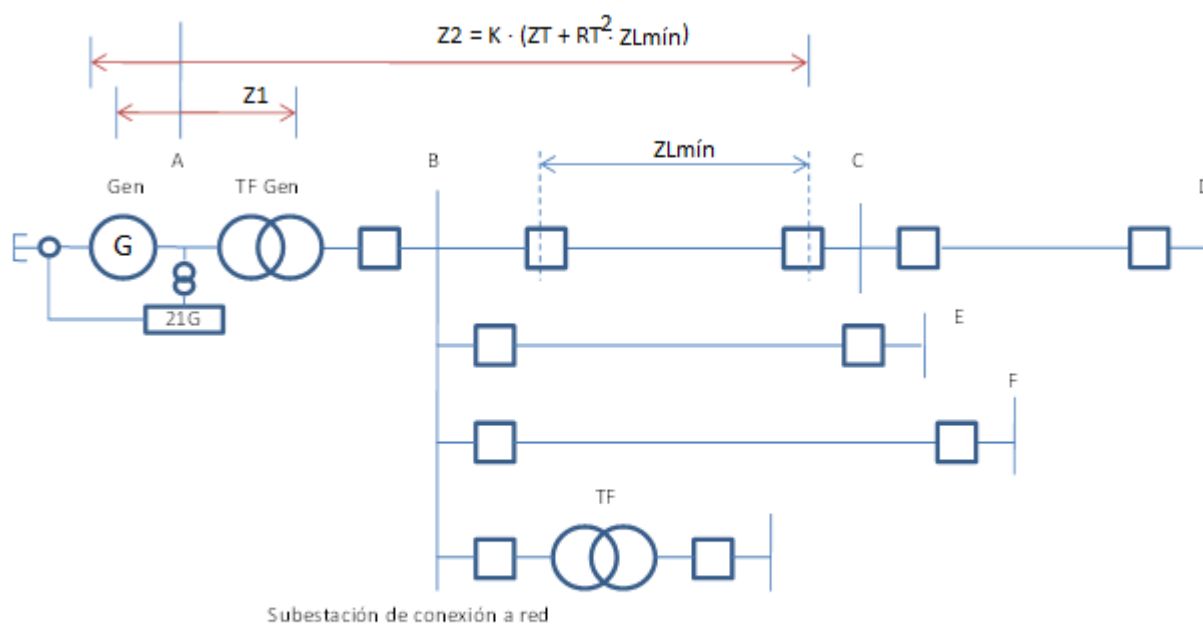 Z2 = K · (ZT + RT²· ZLmín)
Z1
ZLmín
A
B
C
D
Gen
TF Gen
G
21G
E
F
TF
Subestación de conexión a red